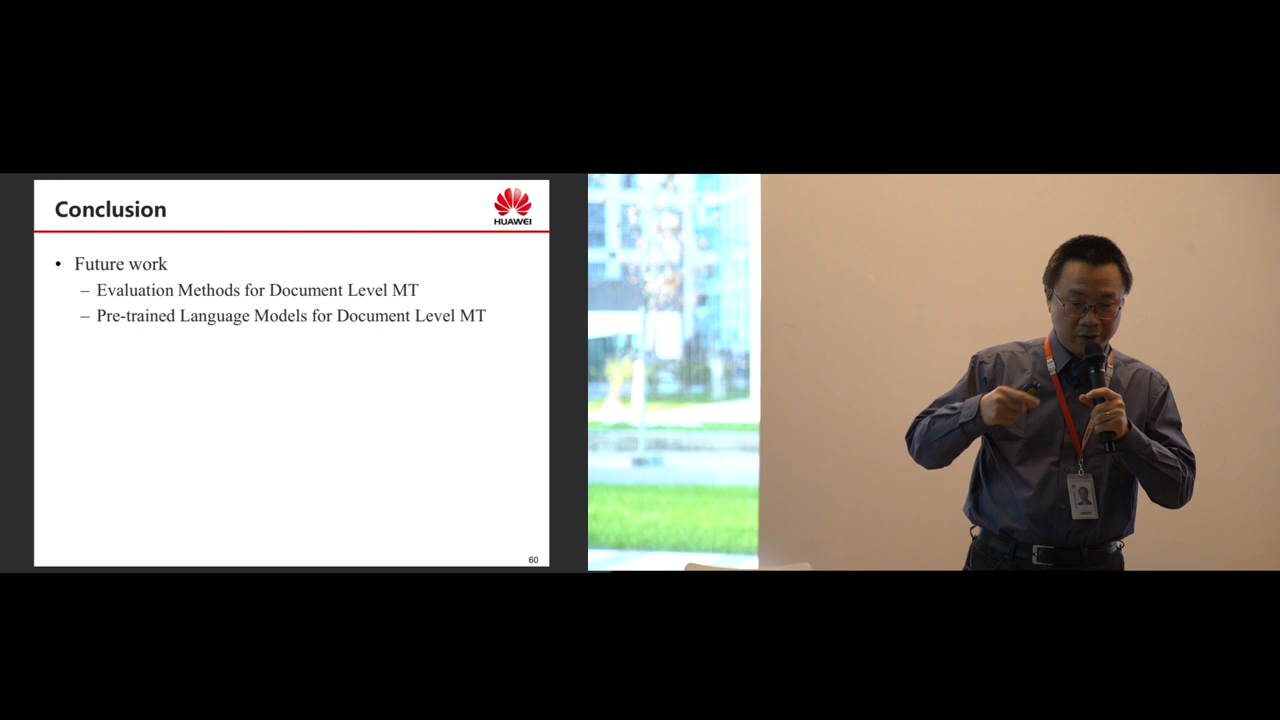 Conclusion
HUAWEI
• Future work
– Evaluation Methods for Document Level MT
– Pre-trained Language Models for Document Level MT
60